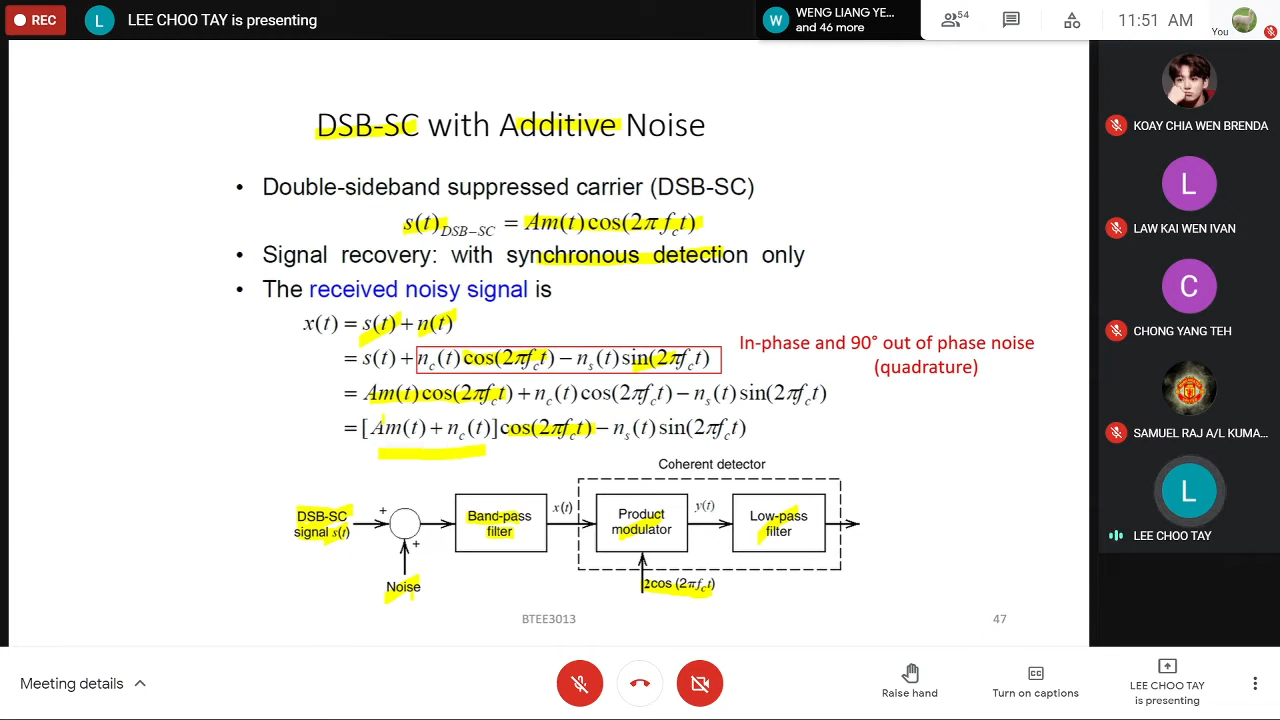 REC
L
LEE CHOO TAY is presenting
W
WENG LIANG YE...
and 46 more
54
11:51 AM
You
DSB-SC with Additive Noise
• Double-sideband suppressed carrier (DSB-SC)
s(t)DSB−SC = Am(t)cos(2π fct)
• Signal recovery: with synchronous detection only
• The received noisy signal is
x(t) = s(t) + n(t)
= s(t) + nc(t)cos(2πfct) − ns(t)sin(2πfct)
In-phase and 90° out of phase noise
(quadrature)
= Am(t)cos(2πfct) + nc(t)cos(2πfct) − ns(t)sin(2πfct)
= [Am(t) + nc(t)]cos(2πfct) − ns(t)sin(2πfct)
Coherent detector
DSB-SC
signal s(t)
+
+
Noise
Band-pass
filter
x(t)
Product
modulator
y(t)
Low-pass
filter
2cos (2πfct)
BTEE3013
47
KOAY CHIA WEN BRENDA
L
LAW KAI WEN IVAN
C
CHONG YANG TEH
SAMUEL RAJ A/L KUMA...
L
LEE CHOO TAY
Meeting details
Raise hand
CC
Turn on captions
LEE CHOO TAY
is presenting